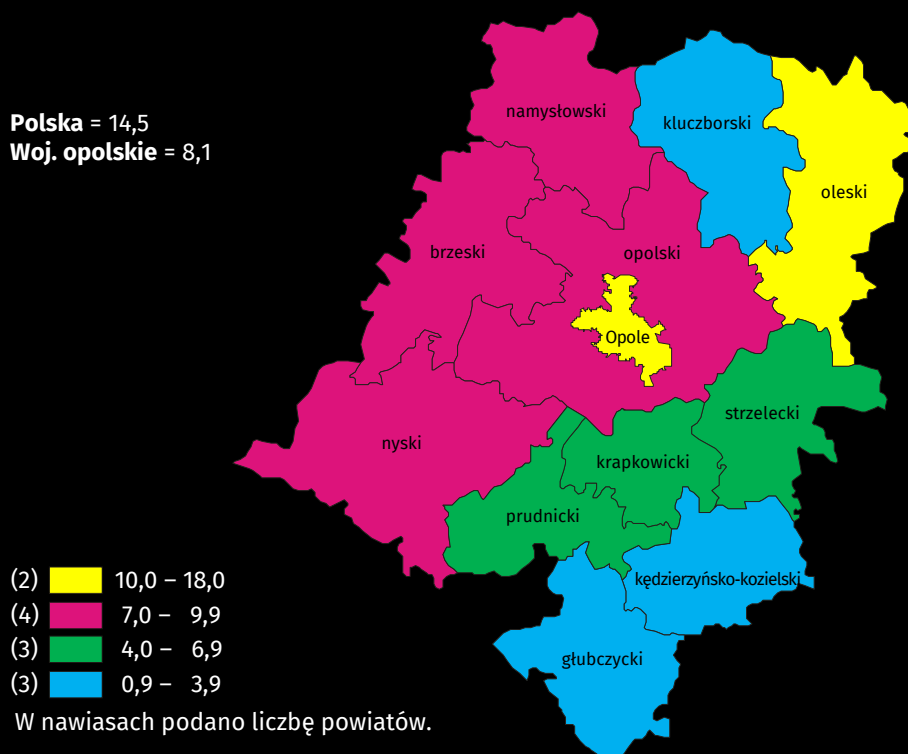 Polska = 14,5
Woj. opolskie = 8,1
namysłowski
kluczborski
oleski
brzeski
opolski
Opole
strzelecki
nyski
krapkowicki
prudnicki
kędzierzyńsko-kozielski
głubczycki
(2) 10,0 – 18,0
(4) 7,0 – 9,9
(3) 4,0 – 6,9
(3) 0,9 – 3,9
W nawiasach podano liczbę powiatów.